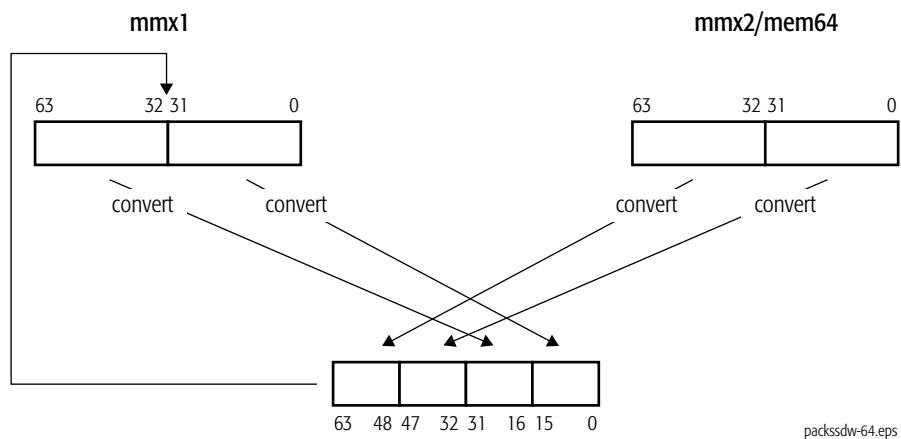 mmx1 mmx2/mem64
63 32 31 0 63 32 31 0
convert convert convert convert
63 48 47 32 31 16 15 0
packssdw-64.eps